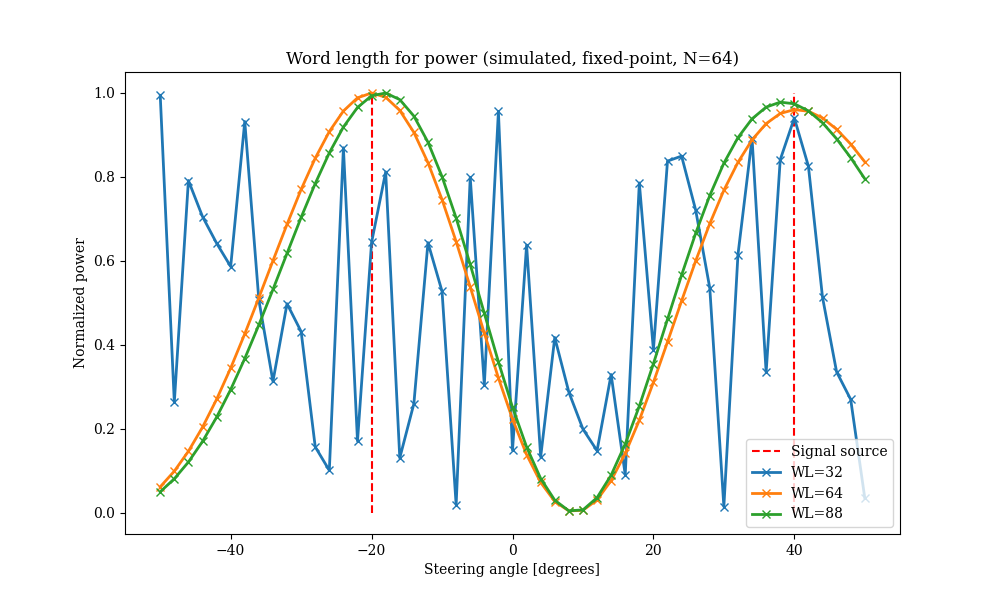 Word length for power (simulated, fixed-point, N=64)
Normalized power
1.0
0.8
0.6
0.4
0.2
0.0
−40
−20
0
20
40
Steering angle [degrees]
Signal source
WL=32
WL=64
WL=88